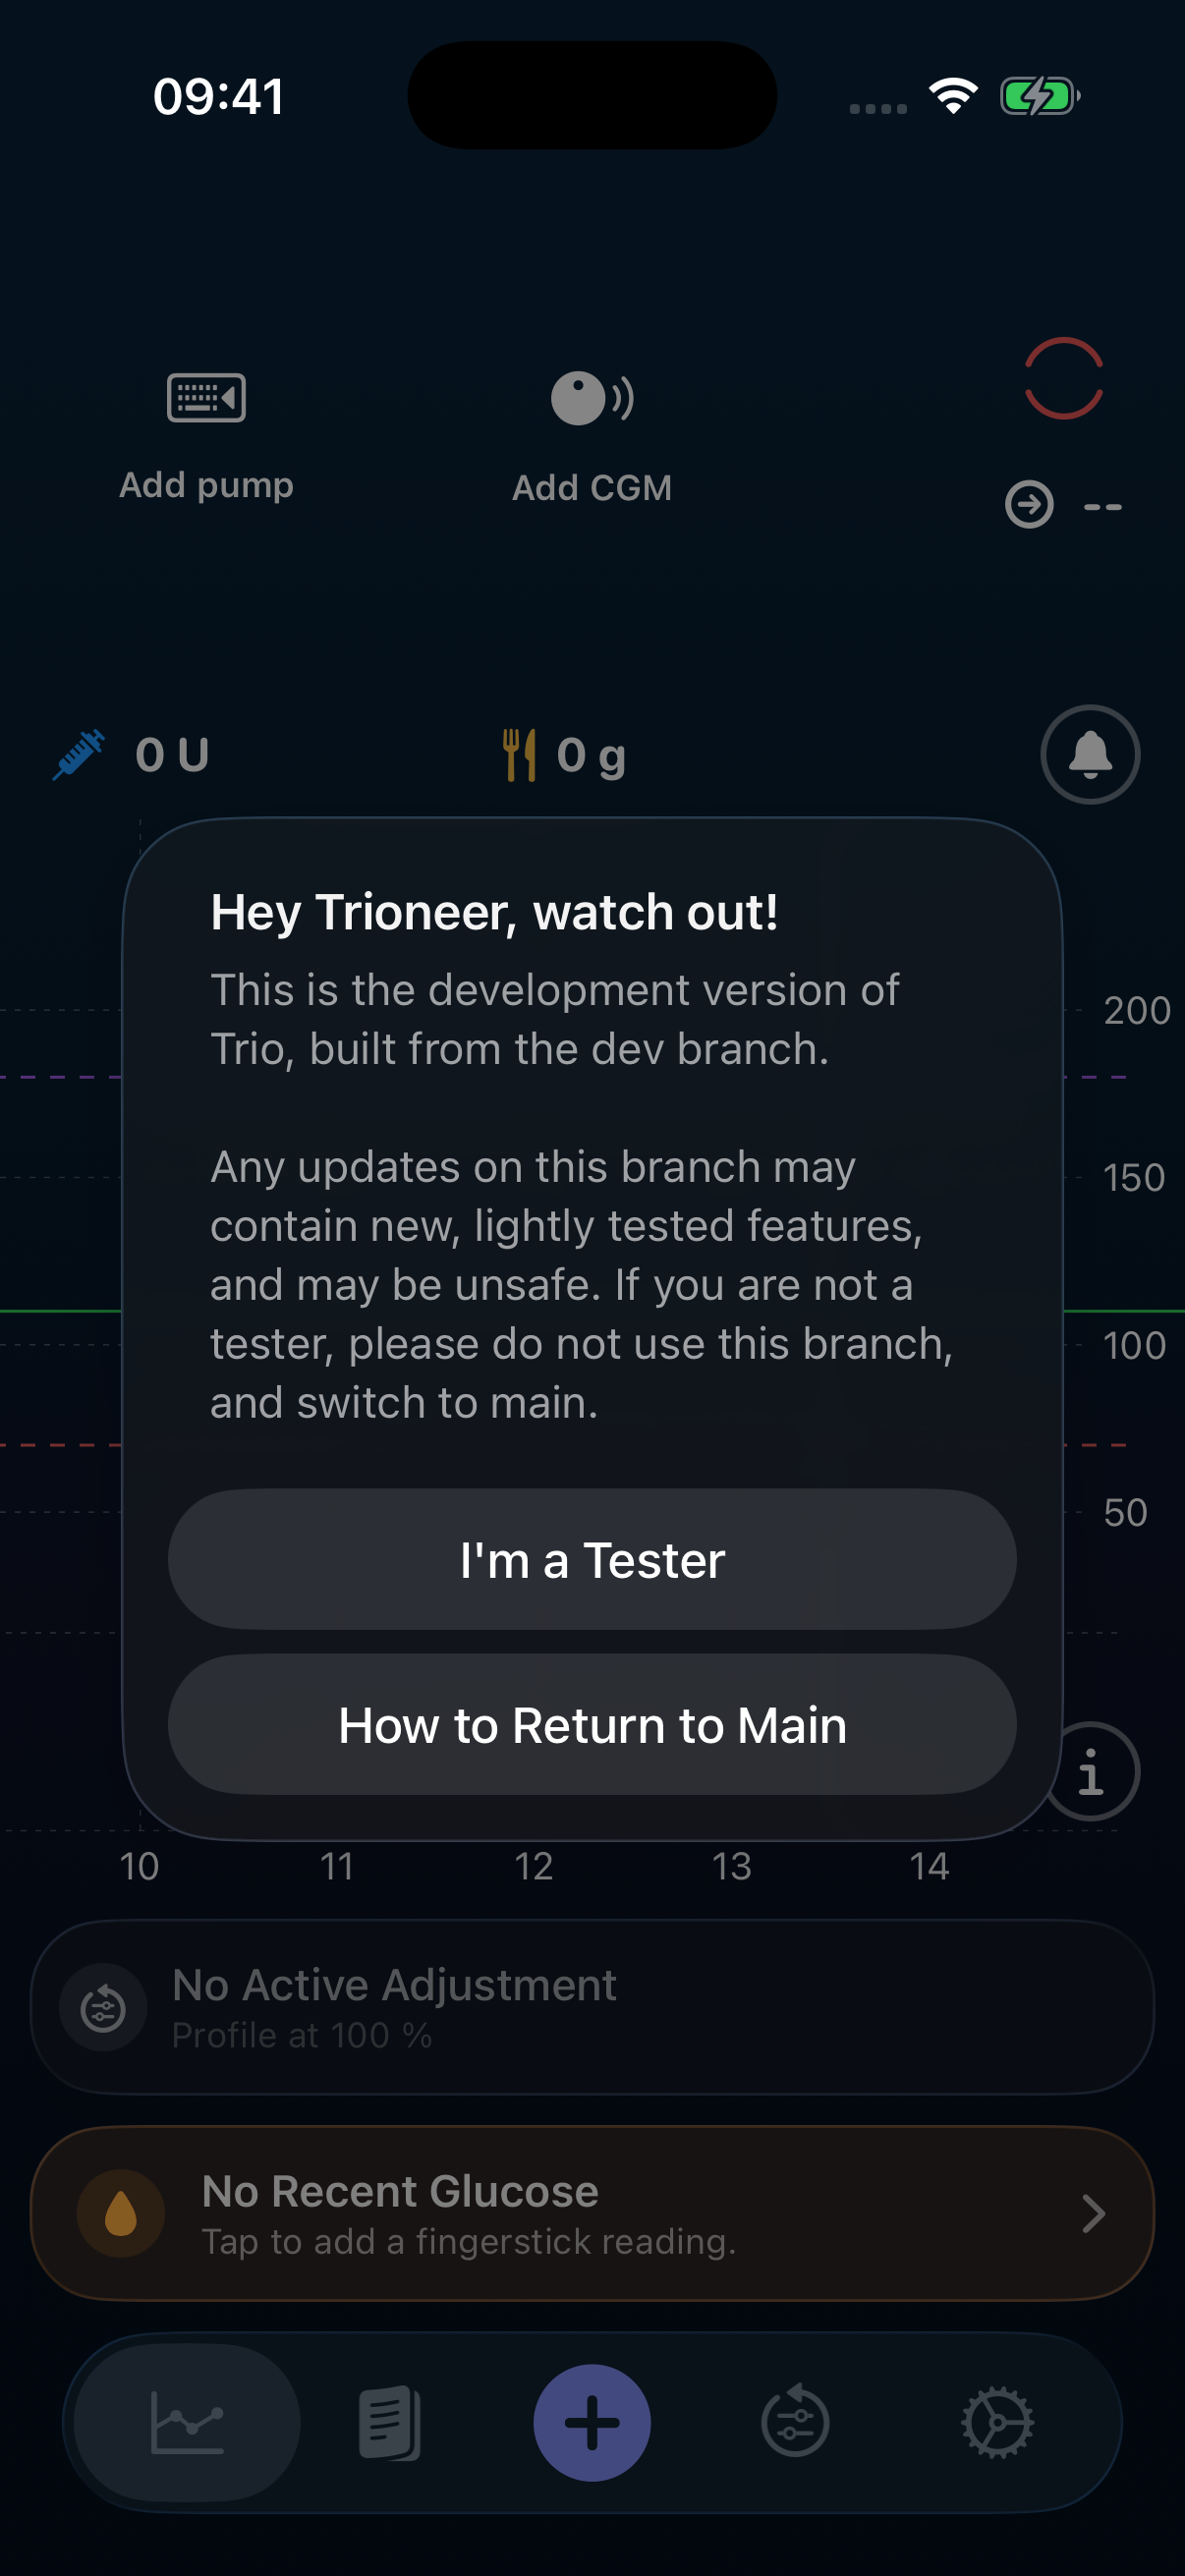 09:41
Add pump
Add CGM
--
0 U
0 g
Hey Trioneer, watch out!
This is the development version of
Trio, built from the dev branch.
Any updates on this branch may
contain new, lightly tested features,
and may be unsafe. If you are not a
tester, please do not use this branch,
and switch to main.
200
150
100
50
I'm a Tester
How to Return to Main
10
11
12
13
14
No Active Adjustment
Profile at 100 %
No Recent Glucose
Tap to add a fingerstick reading.